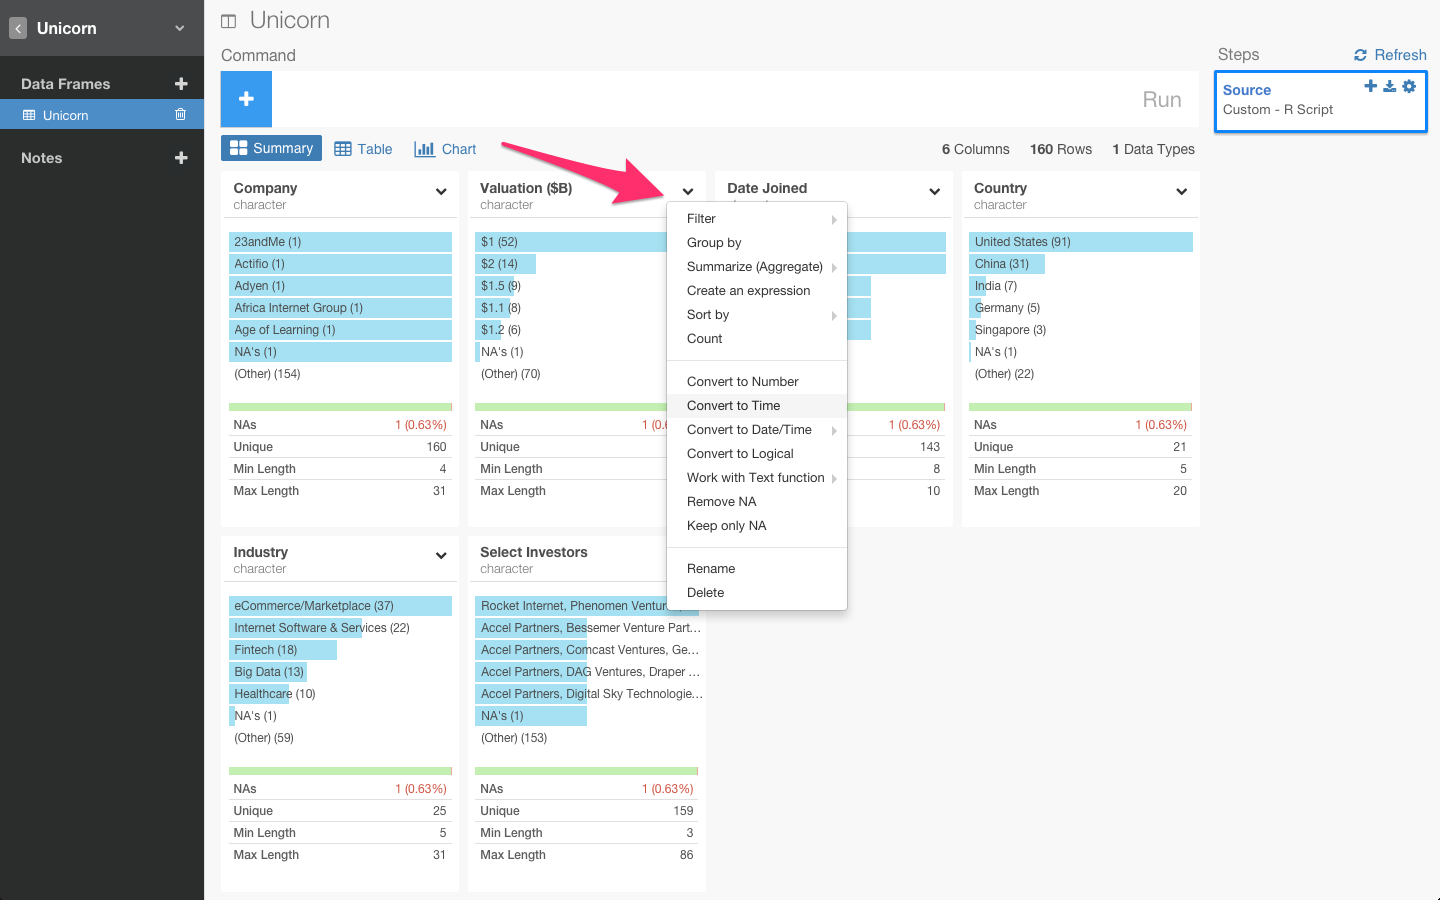 Unicorn
Data Frames
Unicorn
Notes
Unicorn
Command
Run
Steps
Refresh
Source
Custom - R Script
Summary
Table
Chart
6 Columns
160 Rows
1 Data Types
Company
character
23andMe (1)
Actifio (1)
Adyen (1)
Africa Internet Group (1)
Age of Learning (1)
NA's (1)
(Other) (154)
NAs 1 (0.63%)
Unique 160
Min Length 4
Max Length 31
Valuation ($B)
character
$1 (52)
$2 (14)
$1.5 (9)
$1.1 (8)
$1.2 (6)
NA's (1)
(Other) (70)
NAs 1 (0.6
Unique
Min Length
Max Length
Filter
Group by
Summarize (Aggregate)
Create an expression
Sort by
Count
Convert to Number
Convert to Time
Convert to Date/Time
Convert to Logical
Work with Text function
Remove NA
Keep only NA
Rename
Delete
Date Joined
1 (0.63%)
143
8
10
Country
character
United States (91)
China (31)
India (7)
Germany (5)
Singapore (3)
NA's (1)
(Other) (22)
NAs 1 (0.63%)
Unique 21
Min Length 5
Max Length 20
Industry
character
eCommerce/Marketplace (37)
Internet Software & Services (22)
Fintech (18)
Big Data (13)
Healthcare (10)
NA's (1)
(Other) (59)
NAs 1 (0.63%)
Unique 25
Min Length 5
Max Length 31
Select Investors
character
Rocket Internet, Phenomen Ventur
Accel Partners, Bessemer Venture Part...
Accel Partners, Comcast Ventures, Ge...
Accel Partners, DAG Ventures, Draper ...
Accel Partners, Digital Sky Technologie...
NA's (1)
(Other) (153)
NAs 1 (0.63%)
Unique 159
Min Length 3
Max Length 86